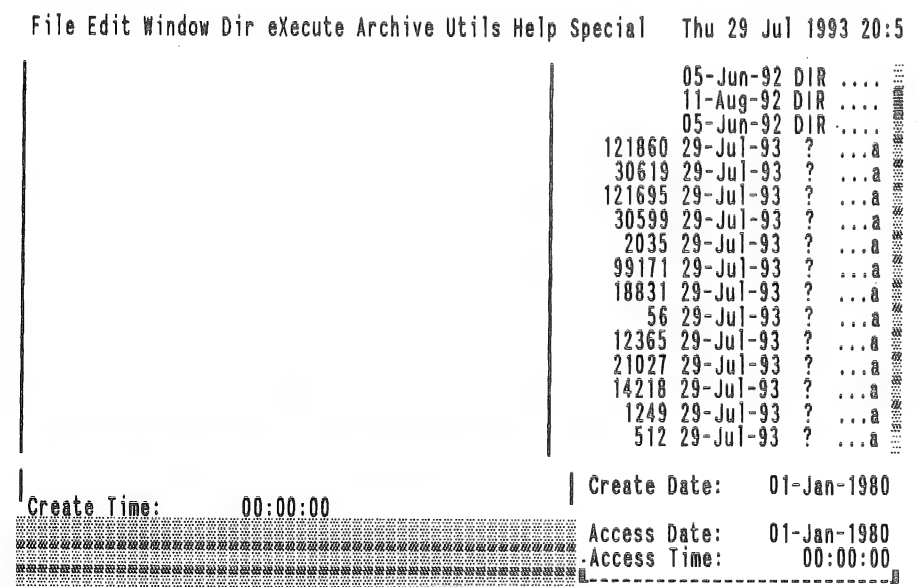 File Edit Window Dir eXecute Archive Utils Help Special Thu 29 Jul 1993 20:5
05-Jun-92 DIR ....
11-Aug-92 DIR ....
05-Jun-92 DIR ....
121860 29-Jul-93 ? ...a
30619 29-Jul-93 ? ...a
121695 29-Jul-93 ? ...a
30599 29-Jul-93 ? ...a
2035 29-Jul-93 ? ...a
99171 29-Jul-93 ? ...a
18831 29-Jul-93 ? ...a
56 29-Jul-93 ? ...a
12365 29-Jul-93 ? ...a
21027 29-Jul-93 ? ...a
14218 29-Jul-93 ? ...a
1249 29-Jul-93 ? ...a
512 29-Jul-93 ? ...a
Create Date: 01-Jan-1980
Create Time: 00:00:00
Access Date: 01-Jan-1980
Access Time: 00:00:00